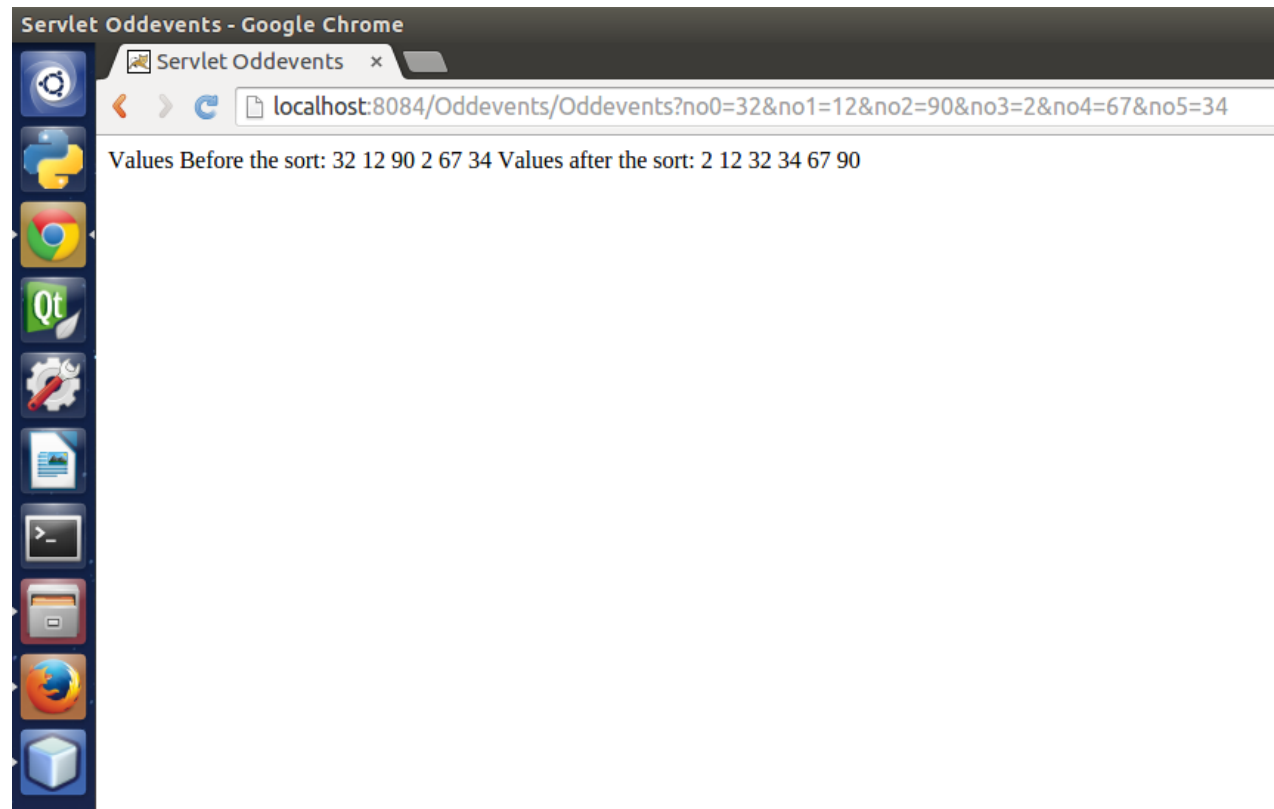 Servlet Oddevents - Google Chrome
Servlet Oddevents ×
localhost:8084/Oddevents/Oddevents?no0=32&no1=12&no2=90&no3=2&no4=67&no5=34
Values Before the sort: 32 12 90 2 67 34 Values after the sort: 2 12 32 34 67 90
Qt
>_